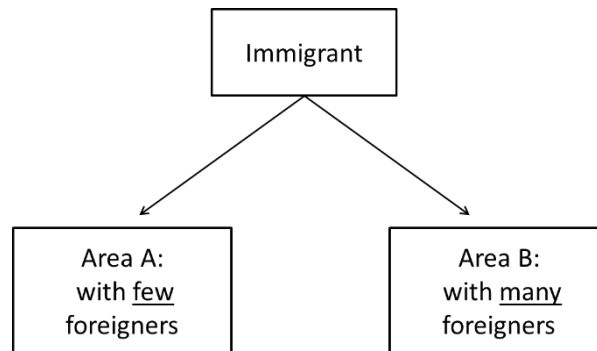 Immigrant
Area A:
with few
foreigners
Area B:
with many
foreigners